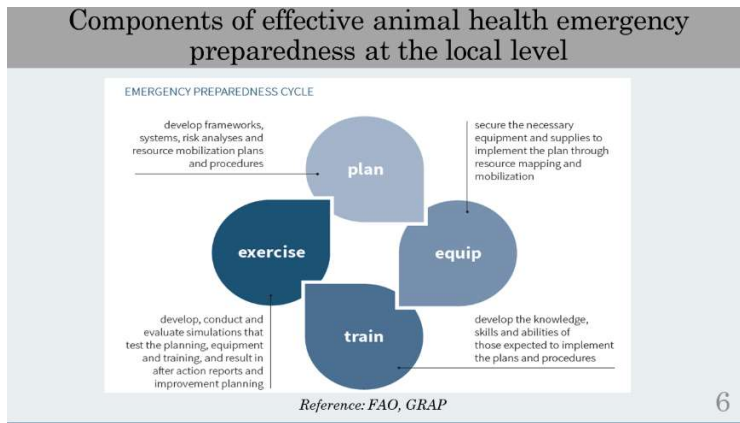 Components of effective animal health emergency
preparedness at the local level
EMERGENCY PREPAREDNESS CYCLE
develop frameworks,
systems, risk analyses and
resource mobilization plans
and procedures
plan
secure the necessary
equipment and supplies to
implement the plan through
resource mapping and
mobilization
exercise
equip
develop, conduct and
evaluate simulations that
test the planning, equipment
and training, and result in
after action reports and
improvement planning
train
develop the knowledge,
skills and abilities of
those expected to implement
the plans and procedures
Reference: FAO, GRAP
6